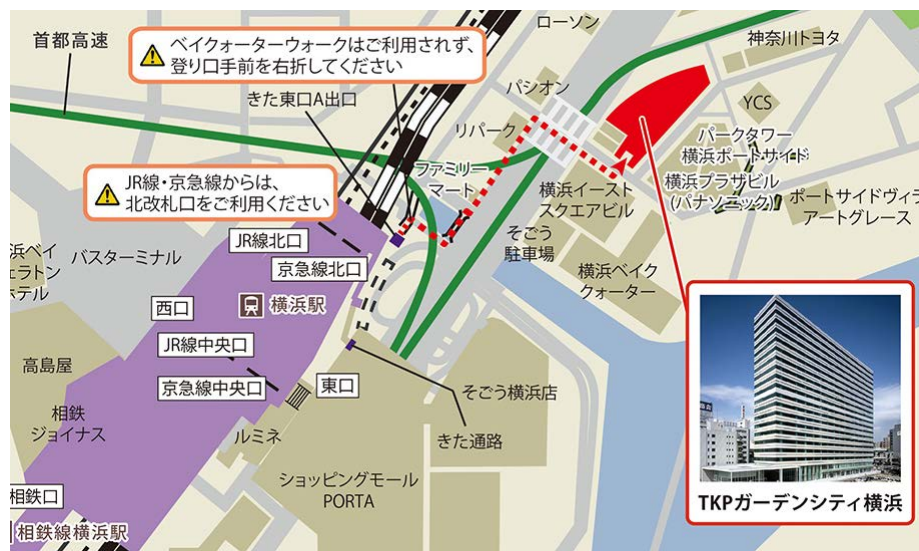 首都高速
ベイクォーターウォークはご利用されず、
登り口手前を右折してください
ローソン
神奈川トヨタ
きた東口A出口
パシオン
リパーク
YCS
パークタワー
横浜ポートサイド
JR線・京急線からは、
北改札口をご利用ください
ファミリー
マート
横浜イースト
スクエアビル
横浜プラザビル
(パナソニック)
ポートサイドヴィ
アートグレース
JR線北口
京急線北口
そごう
駐車場
横浜ベイ
クォーター
浜ベイ
ェラトン
ホテル
バスターミナル
西口
横浜駅
JR線中央口
京急線中央口
東口
高島屋
相鉄
ジョイナス
ルミネ
そごう横浜店
きた通路
ショッピングモール
PORTA
相鉄口
相鉄線横浜駅
TKPガーデンシティ横浜